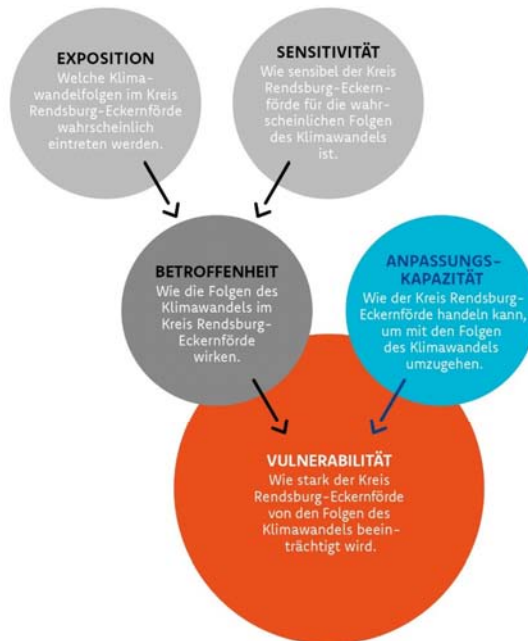 EXPOSITION
Welche Klima-
wandelfolgen im Kreis
Rendsburg-Eckernförde
wahrscheinlich
eintreten werden.
SENSITIVITÄT
Wie sensibel der Kreis
Rendsburg-Eckern-
förde für die wahr-
scheinlichen Folgen
des Klimawandels
ist.
BETROFFENHEIT
Wie die Folgen des
Klimawandels im
Kreis Rendsburg-
Eckernförde
wirken.
ANPASSUNGS-
KAPAZITÄT
Wie der Kreis Rendsburg-
Eckernförde handeln kann,
um mit den Folgen
des Klimawandels
umzugehen.
VULNERABILITÄT
Wie stark der Kreis
Rendsburg-Eckernförde
von den Folgen des
Klimawandels beein-
trächtigt wird.